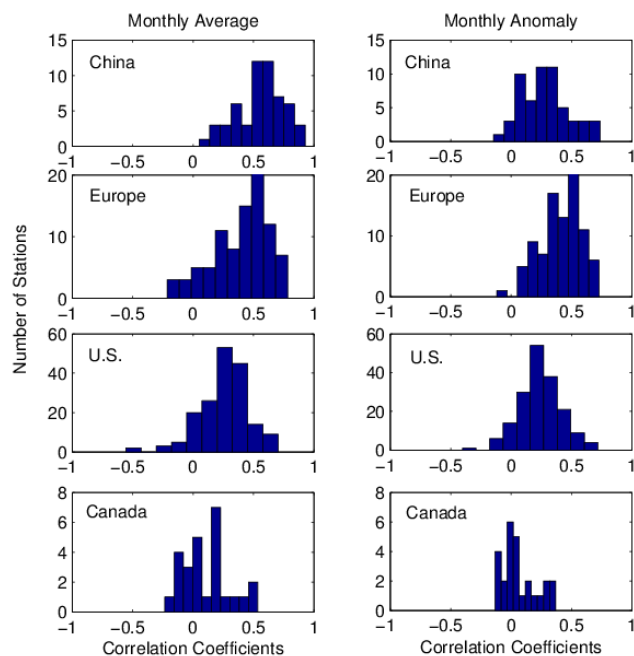 Monthly Average
Monthly Anomaly
15
10
5
0
China
−1 −0.5 0 0.5 1
15
10
5
0
China
−1 −0.5 0 0.5 1
20
10
0
Europe
−1 −0.5 0 0.5 1
20
10
0
Europe
−1 −0.5 0 0.5 1
Number of Stations
60
40
20
0
U.S.
−1 −0.5 0 0.5 1
60
40
20
0
U.S.
−1 −0.5 0 0.5 1
8
6
4
2
0
Canada
−1 −0.5 0 0.5 1
Correlation Coefficients
8
6
4
2
0
Canada
−1 −0.5 0 0.5 1
Correlation Coefficients